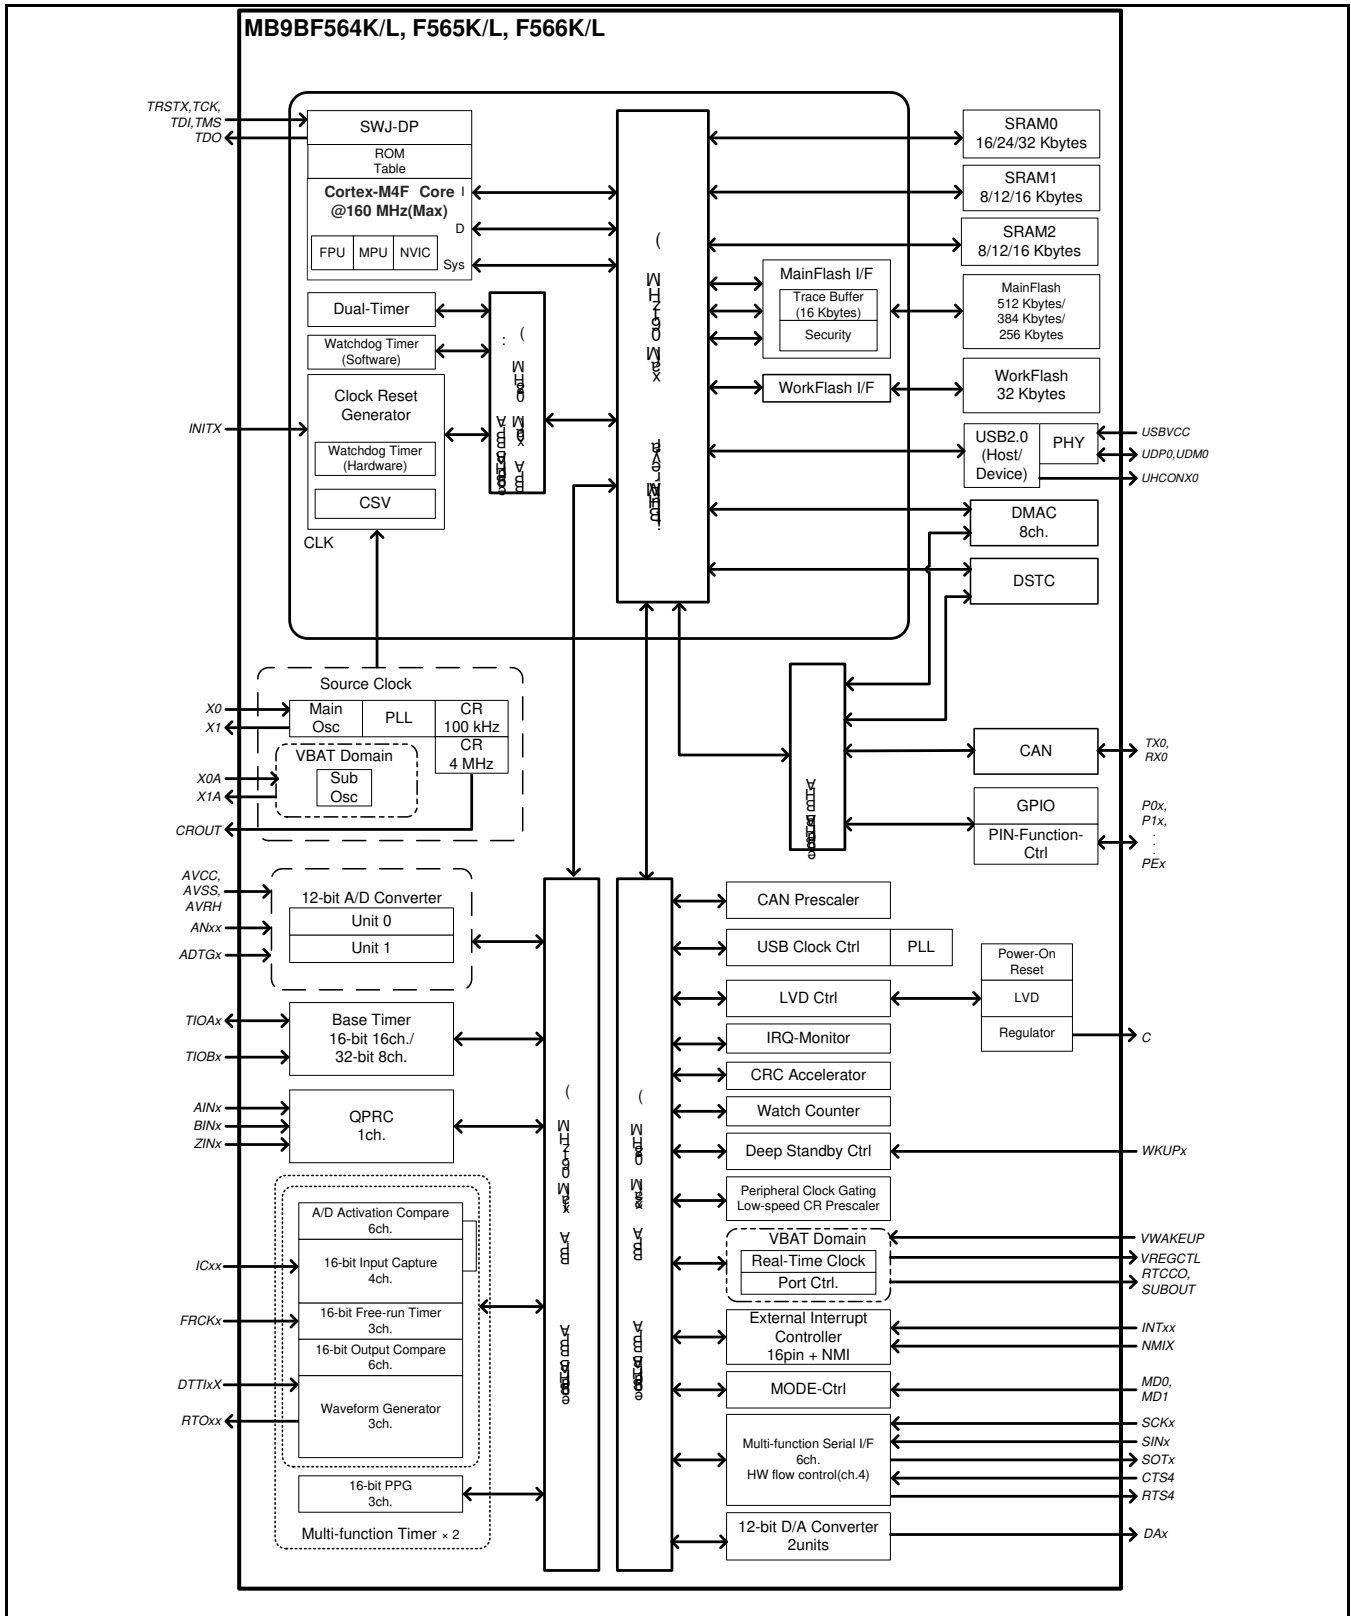 MB9BF564K/L, F565K/L, F566K/L
TRSTX,TCK,
TDI,TMS
TDO
SWJ-DP
ROM
Table
Cortex-M4F Core
@160 MHz(Max)
I
D
Sys
FPU
MPU
NVIC
Dual-Timer
Watchdog Timer
(Software)
INITX
Clock Reset
Generator
Watchdog Timer
(Hardware)
CSV
CLK
SRAM0
16/24/32 Kbytes
SRAM1
8/12/16 Kbytes
SRAM2
8/12/16 Kbytes
MainFlash I/F
Trace Buffer
(16 Kbytes)
Security
MainFlash
512 Kbytes/
384 Kbytes/
256 Kbytes
WorkFlash I/F
WorkFlash
32 Kbytes
USB2.0
(Host/
Device)
PHY
USBVCC
UDP0,UDM0
UHCONX0
DMAC
8ch.
DSTC
Source Clock
X0
X1
Main
Osc
PLL
CR
100 kHz
CR
4 MHz
VBAT Domain
Sub
Osc
X0A
X1A
CROUT
CAN
TX0,
RX0
GPIO
PIN-Function-
Ctrl
P0x,
P1x,
.
.
PEx
AVCC,
AVSS,
AVRH
ANxx
ADTGx
12-bit A/D Converter
Unit 0
Unit 1
TIOAx
TIOBx
Base Timer
16-bit 16ch./
32-bit 8ch.
AINx
BINx
ZINx
QPRC
1ch.
A/D Activation Compare
6ch.
ICxx
16-bit Input Capture
4ch.
FRCKx
16-bit Free-run Timer
3ch.
16-bit Output Compare
6ch.
DTTIxX
RTOxx
Waveform Generator
3ch.
16-bit PPG
3ch.
Multi-function Timer × 2
CAN Prescaler
USB Clock Ctrl
PLL
LVD Ctrl
Power-On
Reset
LVD
Regulator
C
IRQ-Monitor
CRC Accelerator
Watch Counter
Deep Standby Ctrl
WKUPx
Peripheral Clock Gating
Low-speed CR Prescaler
VBAT Domain
Real-Time Clock
Port Ctrl.
VWAKEUP
VREGCTL
RTCCO,
SUBOUT
External Interrupt
Controller
16pin + NMI
INTxx
NMIX
MODE-Ctrl
MD0,
MD1
Multi-function Serial I/F
6ch.
HW flow control(ch.4)
SCKx
SINx
SOTx
CTS4
RTS4
12-bit D/A Converter
2units
DAx